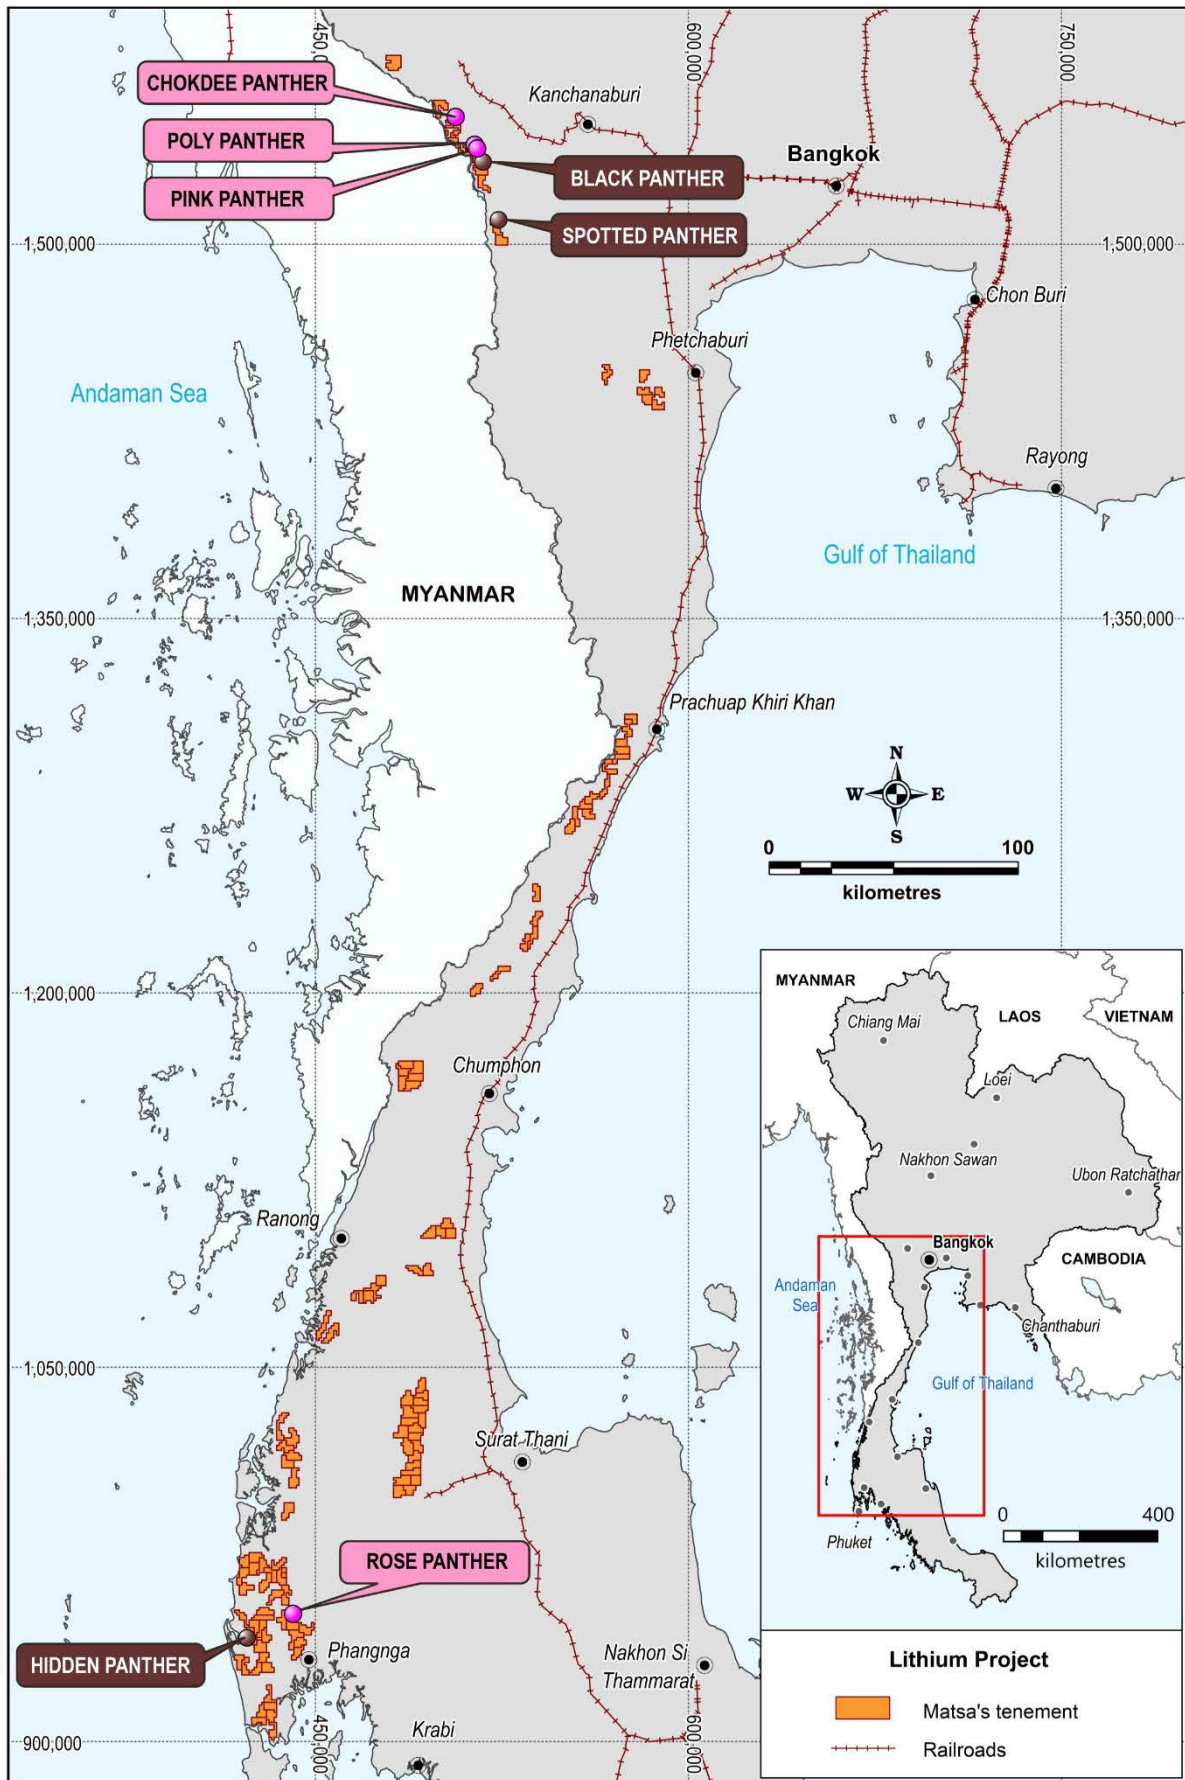 450,000
600,000
750,000
CHOKDEE PANTHER
Kanchanaburi
POLY PANTHER
Bangkok
BLACK PANTHER
PINK PANTHER
SPOTTED PANTHER
1,500,000
1,500,000
Chon Buri
Phetchaburi
Andaman Sea
Rayong
Gulf of Thailand
MYANMAR
1,350,000
1,350,000
Prachuap Khiri Khan
N
W
E
S
0
100
kilometres
1,200,000
Chumphon
Ranong
1,050,000
Surat Thani
ROSE PANTHER
HIDDEN PANTHER
Phangnga
Nakhon Si
Thammarat
900,000
450,000
Krabi
600,000
MYANMAR
LAOS
VIETNAM
Chiang Mai
Loei
Nakhon Sawan
Ubon Ratchathan
Bangkok
CAMBODIA
Andaman
Sea
Chanthaburi
Gulf of Thailand
0
400
kilometres
Phuket
Lithium Project
Matsa's tenement
Railroads